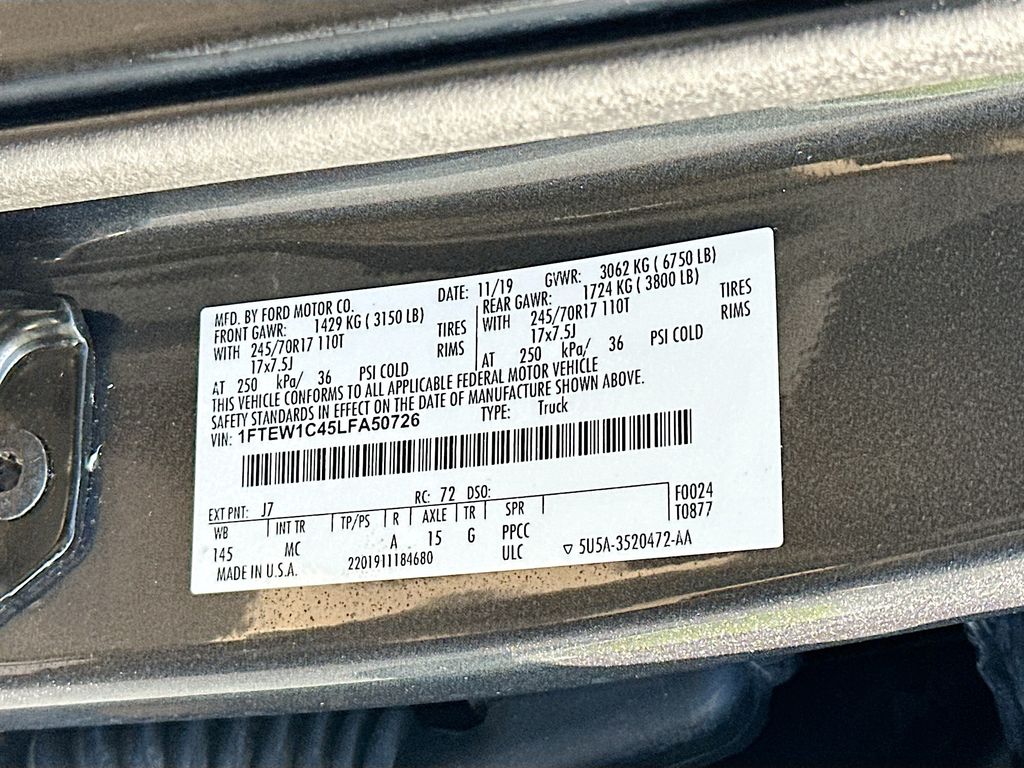 MFD. BY FORD MOTOR CO. DATE: 11/19 GVWR: 3062 KG ( 6750 LB)
FRONT GAWR: 1429 KG ( 3150 LB) REAR GAWR: 1724 KG ( 3800 LB)
WITH 245/70R17 110T TIRES WITH 245/70R17 110T TIRES
17x7.5J RIMS 17x7.5J RIMS
AT 250 kPa/ 36 PSI COLD AT 250 kPa/ 36 PSI COLD
THIS VEHICLE CONFORMS TO ALL APPLICABLE FEDERAL MOTOR VEHICLE
SAFETY STANDARDS IN EFFECT ON THE DATE OF MANUFACTURE SHOWN ABOVE.
VIN: 1FTEW1C45LFA50726 TYPE: Truck
EXT PNT: J7 RC: 72 DSO: F0024
WB INT TR TP/PS R AXLE TR SPR T0877
145 MC A 15 G PPCC
ULC ▽ 5U5A-3520472-AA
MADE IN U.S.A. 2201911184680